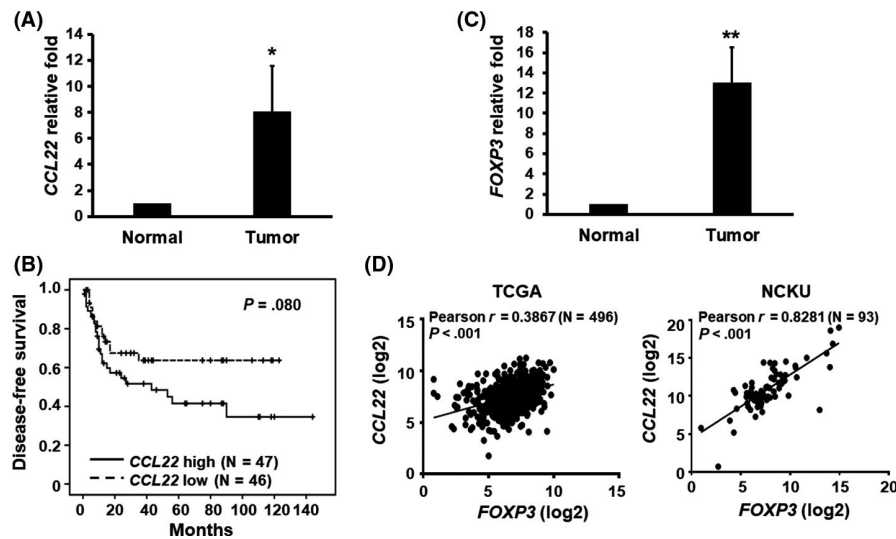 (A)
CCL22 relative fold
14
12
10
8
6
4
2
0
*
Normal Tumor
(C)
FOXP3 relative fold
18
16
14
12
10
8
6
4
2
0
**
Normal Tumor
(B)
Disease-free survival
1.0
0.8
0.6
0.4
0.2
0
P = .080
CCL22 high (N = 47)
CCL22 low (N = 46)
0 20 40 60 80 100 120 140
Months
(D)
TCGA
Pearson r = 0.3867 (N = 496)
P < .001
CCL22 (log2)
15
10
5
0
0 5 10 15
FOXP3 (log2)
NCKU
Pearson r = 0.8281 (N = 93)
P < .001
CCL22 (log2)
20
15
10
5
0
0 5 10 15 20
FOXP3 (log2)